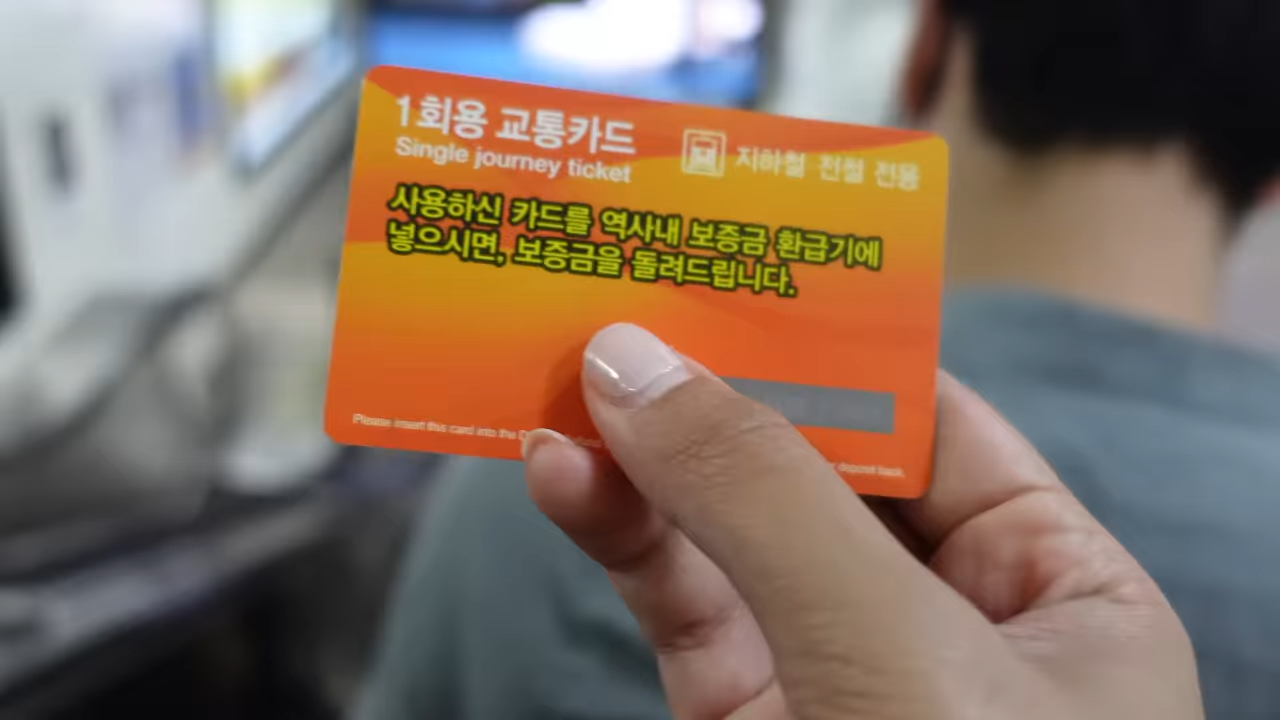 1회용 교통카드
Single journey ticket
지하철 전철 전용
사용하신 카드를 역사내 보증금 환급기에
넣으시면, 보증금을 돌려드립니다.
Please insert this card into the deposit back.